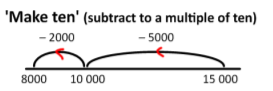 'Make ten' (subtract to a multiple of ten)
– 2000 – 5000
8000 10 000 15 000